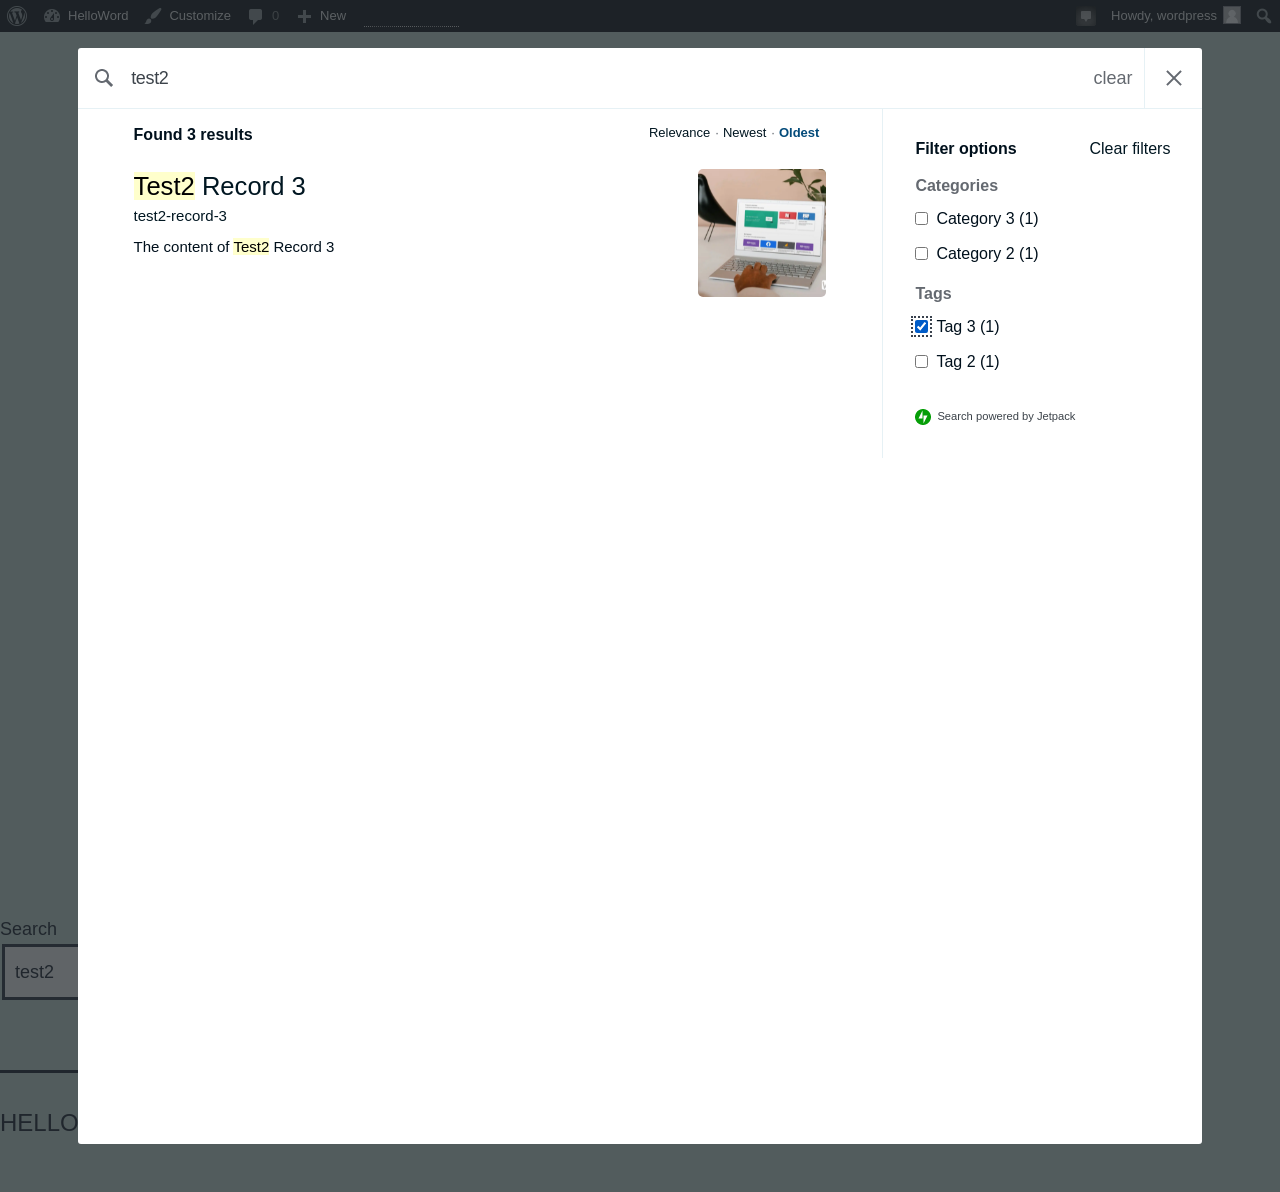 HelloWord
Customize
0
New
Howdy, wordpress
test2
clear
Found 3 results
Relevance · Newest · Oldest
Test2 Record 3
test2-record-3
The content of Test2 Record 3
Filter options
Clear filters
Categories
Category 3 (1)
Category 2 (1)
Tags
Tag 3 (1)
Tag 2 (1)
Search powered by Jetpack
Search
test2
HELLO